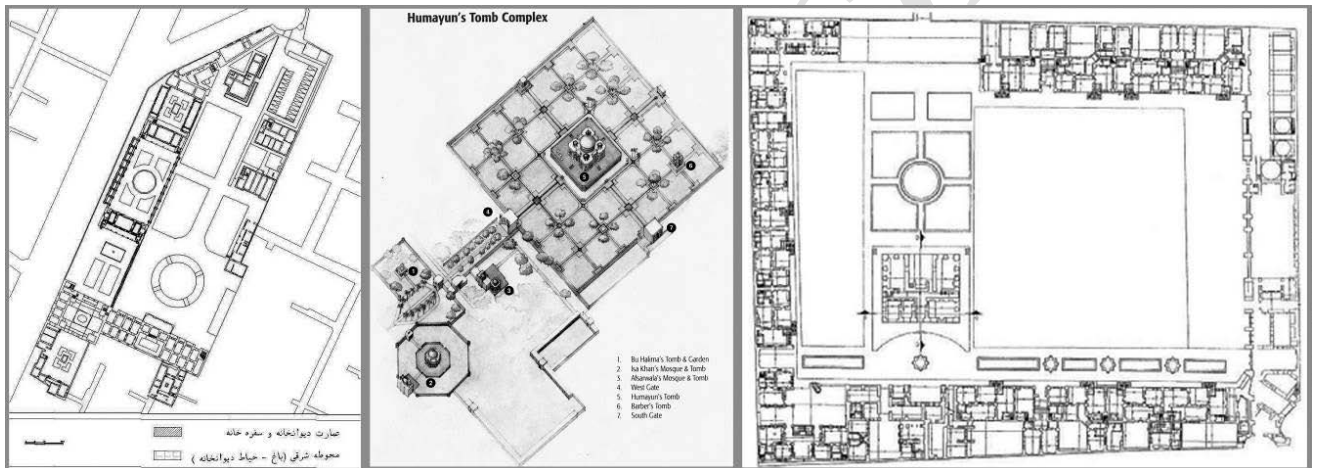 Humayun's Tomb Complex
1. Bu Halima's Tomb & Garden
2. Isa Khan's Mosque & Tomb
3. Afsarwala's Mosque & Tomb
4. West Gate
5. Humayun's Tomb
6. Barber's Tomb
7. South Gate
عمارت دیوانخانه و سفره خانه
محوطه شرقی (باغ - حیاط دیوانخانه)